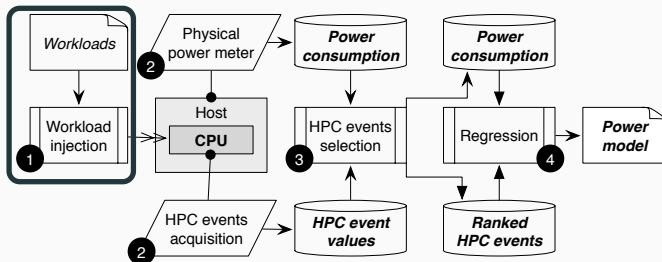 Workloads
Workload
injection
1
Physical
power meter
2
Host
CPU
HPC events
acquisition
2
Power
consumption
HPC events
selection
3
HPC event
values
Power
consumption
Regression
4
Ranked
HPC events
Power
model